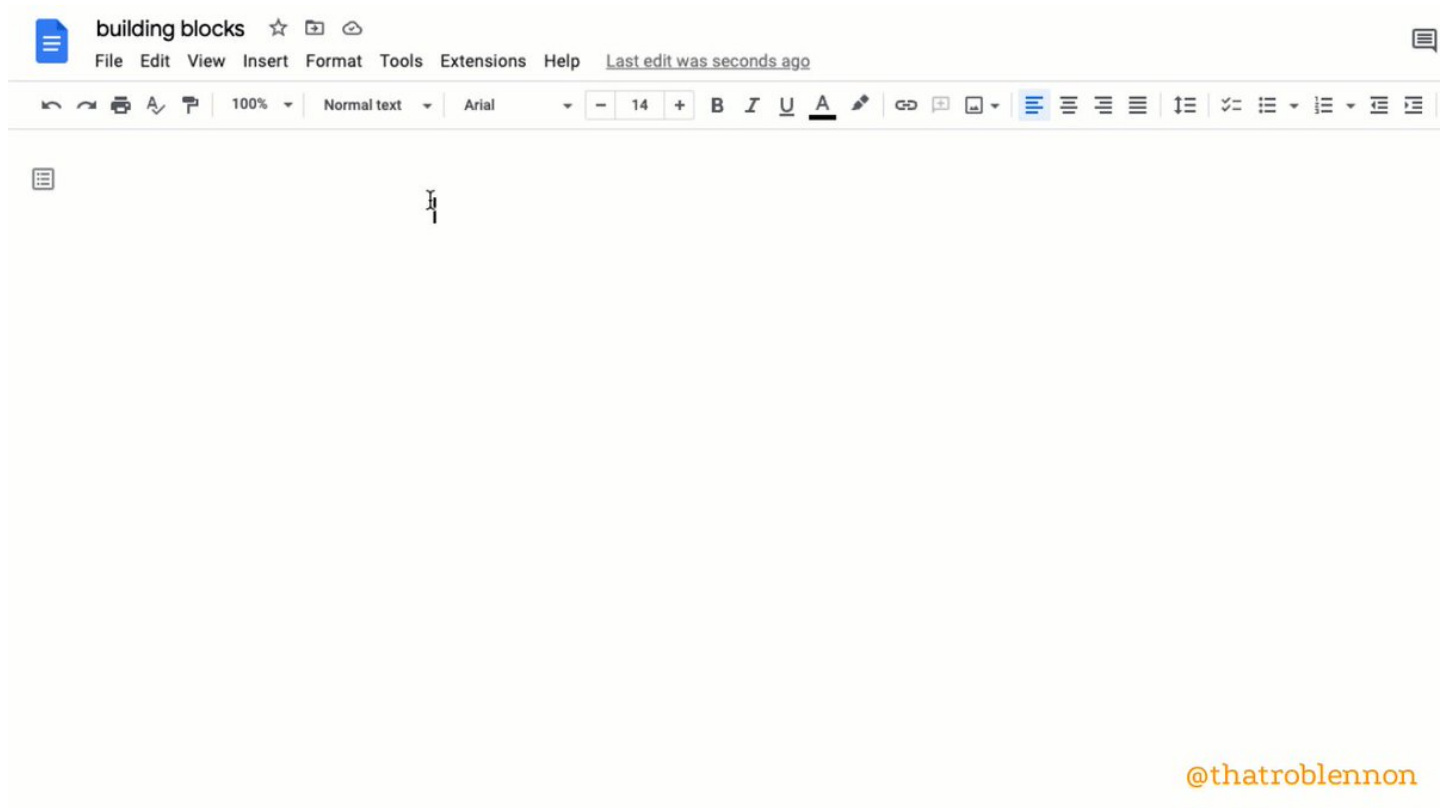 building blocks
File Edit View Insert Format Tools Extensions Help Last edit was seconds ago
100% Normal text Arial − 14 + B I U A
@thatroblennon